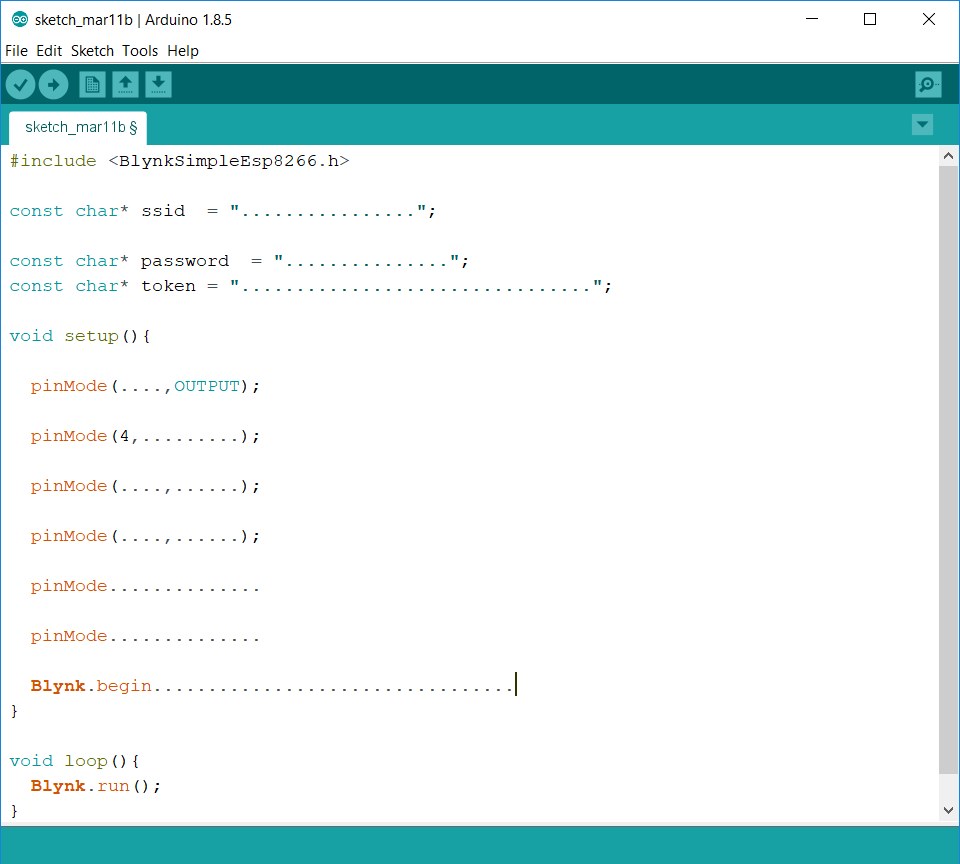 sketch_mar11b | Arduino 1.8.5
File Edit Sketch Tools Help
sketch_mar11b §
#include <BlynkSimpleEsp8266.h>
const char* ssid  = "................";
const char* password  = "...............";
const char* token = "................................";
void setup(){
  pinMode(....,OUTPUT);
  pinMode(4,.........);
  pinMode(....,......);
  pinMode(....,......);
  pinMode..............
  pinMode..............
  Blynk.begin.................................
}
void loop(){
  Blynk.run();
}